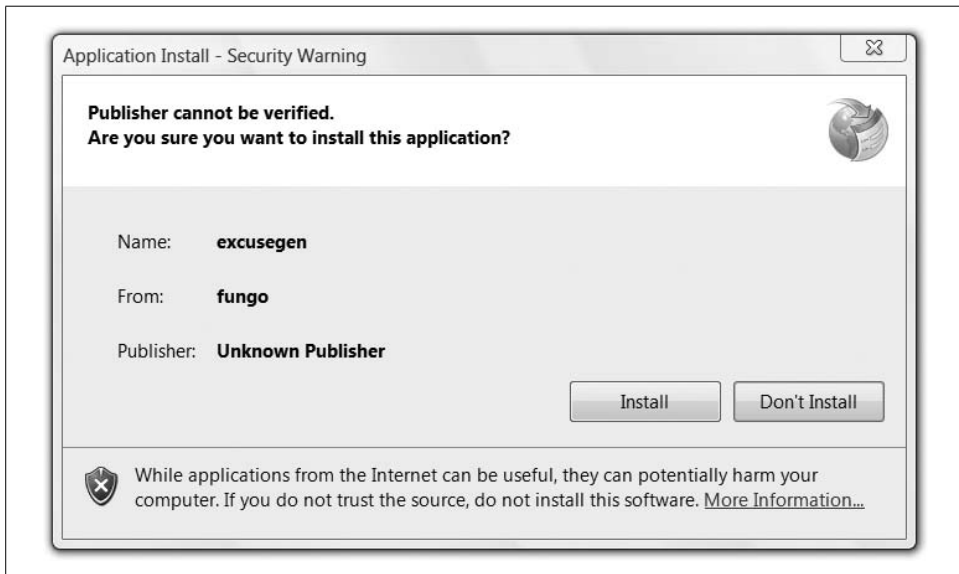 Application Install - Security Warning
Publisher cannot be verified.
Are you sure you want to install this application?
Name: excusegen
From: fungo
Publisher: Unknown Publisher
Install Don't Install
While applications from the Internet can be useful, they can potentially harm your
computer. If you do not trust the source, do not install this software. More Information...